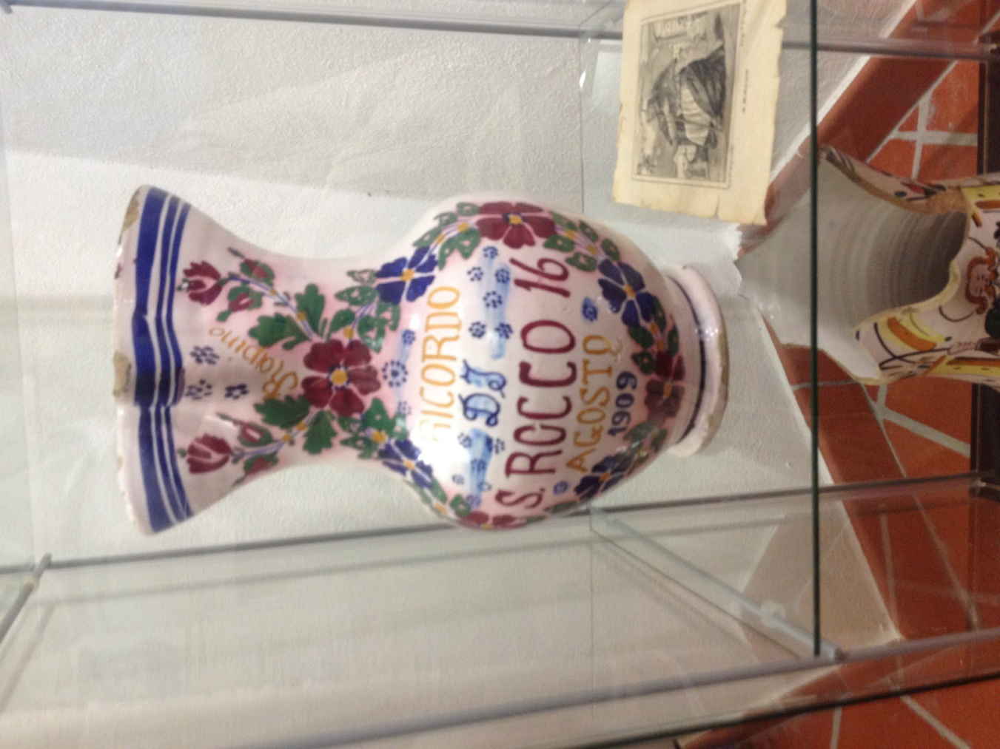 Rapino
RICORDO
DI
S. ROCCO 16
AGOSTO
1909